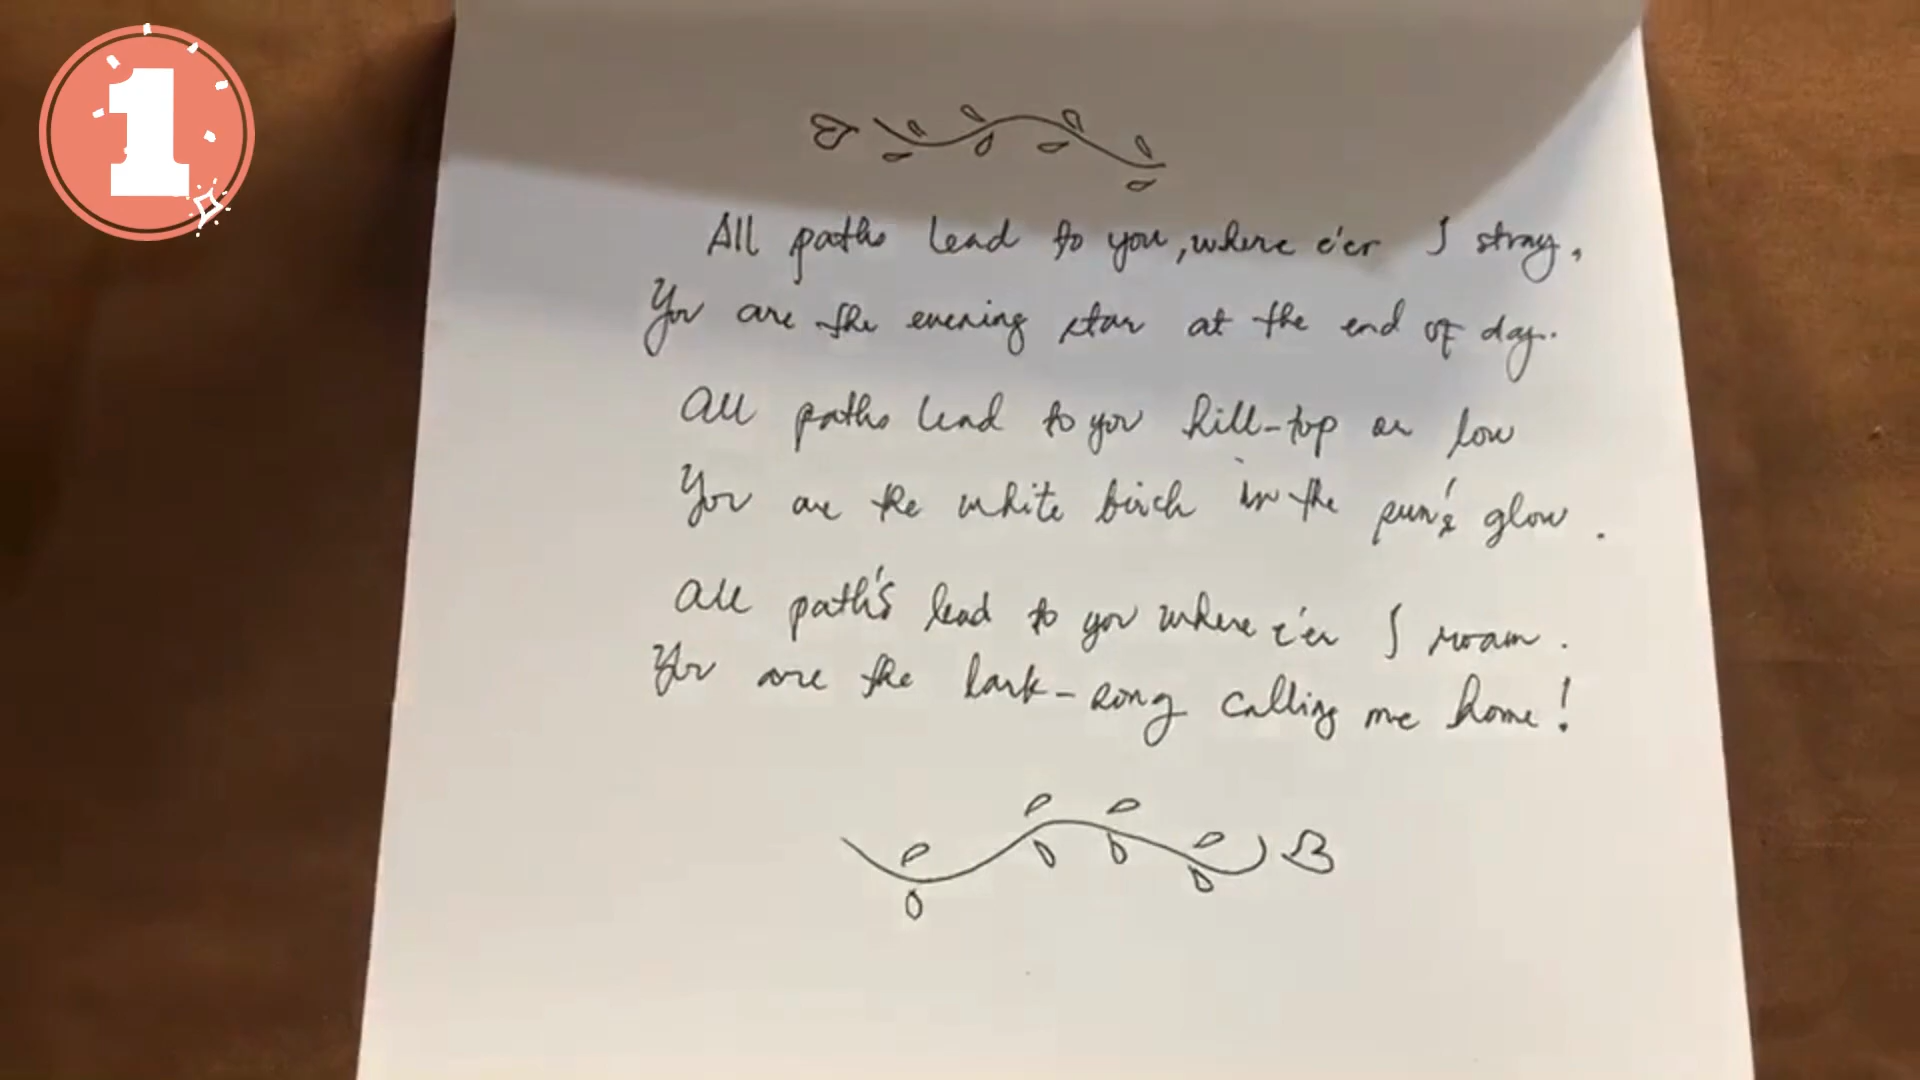 1
All paths lead to you, where e'er I stray,
You are the evening star at the end of day.
All paths lead to you hill-top or low
You are the white birch in the sun's glow.
All path's lead to you where e'er I roam.
You are the lark-song calling me home!